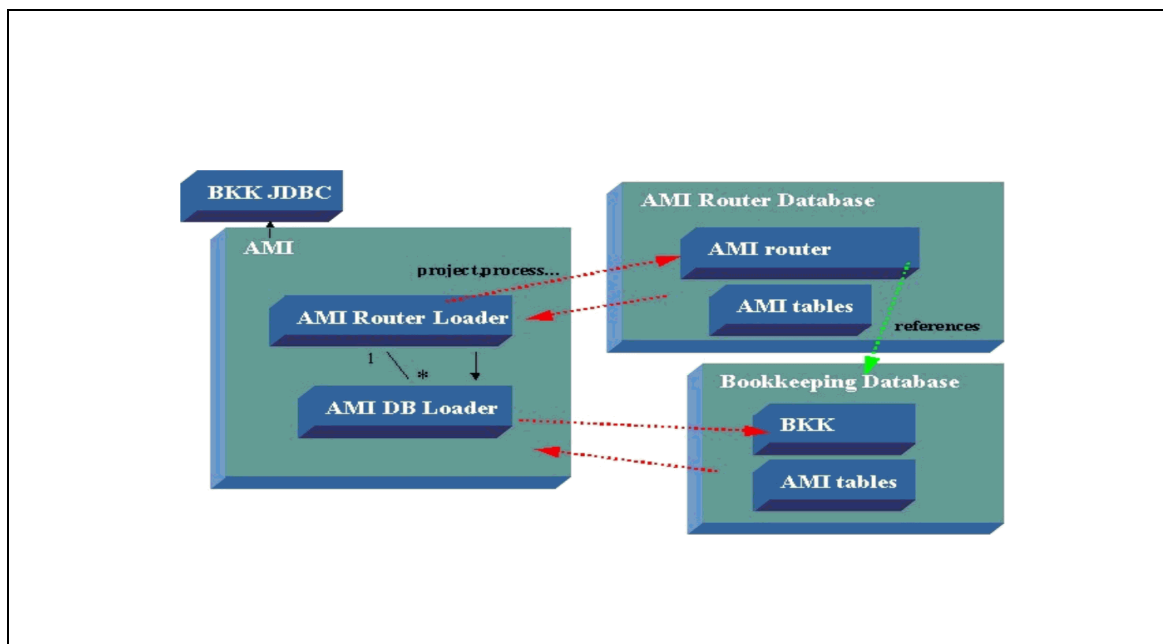 BKK JDBC
AMI
project,process...
AMI Router Loader
1
*
AMI DB Loader
AMI Router Database
AMI router
AMI tables
references
Bookkeeping Database
BKK
AMI tables